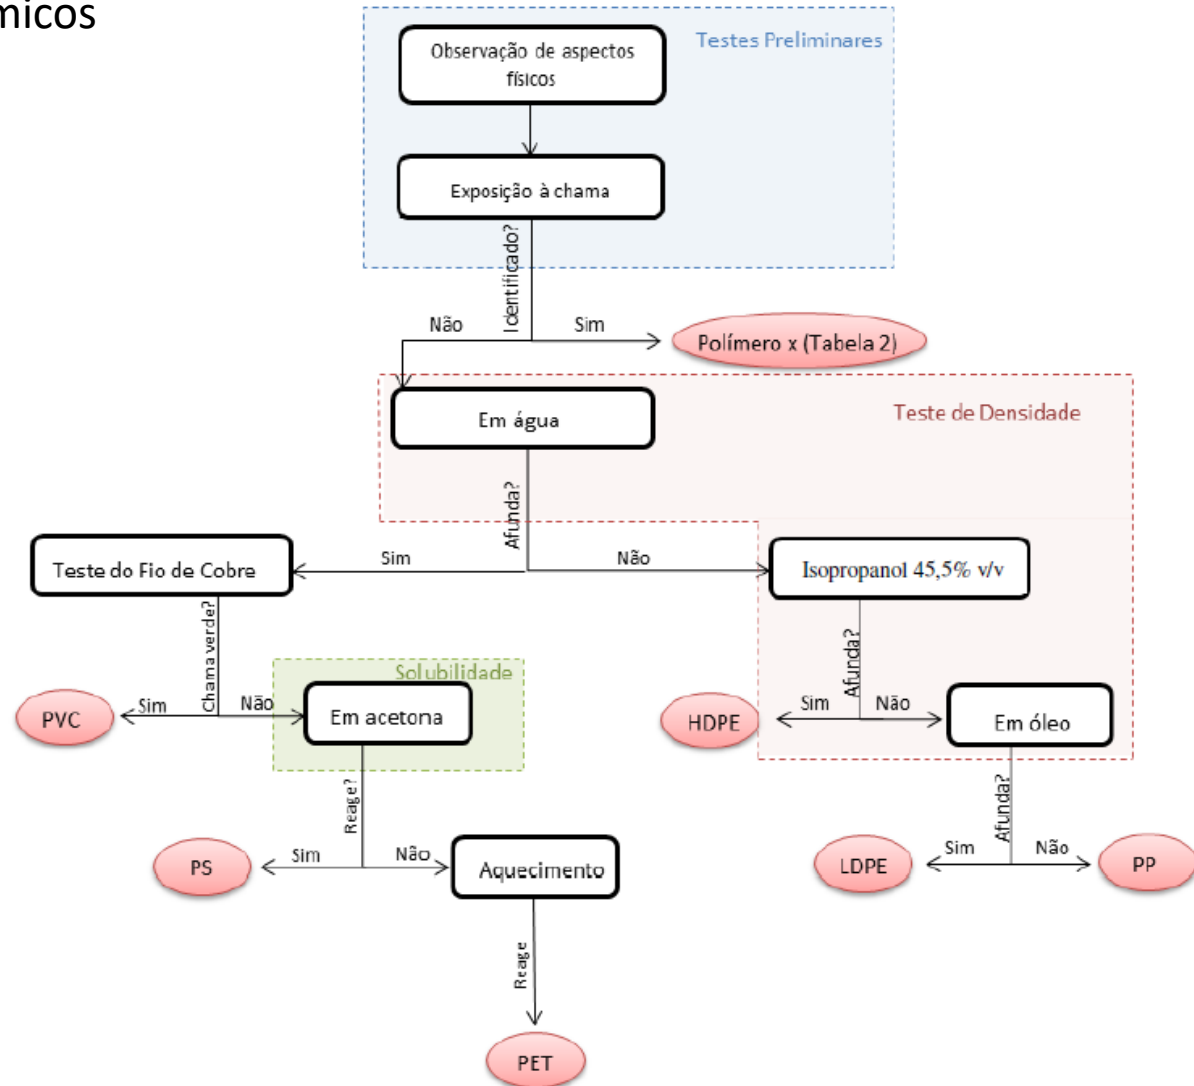 micos
Testes Preliminares
Observação de aspectos
físicos
Exposição à chama
Identificado?
Não
Sim
Polímero x (Tabela 2)
Teste de Densidade
Em água
Afunda?
Sim
Não
Teste do Fio de Cobre
Isopropanol 45,5% v/v
Chama verde?
Afunda?
Solubilidade
Sim
Não
Sim
Não
PVC
Em acetona
HDPE
Em óleo
Reage?
Afunda?
Sim
Não
Sim
Não
PS
Aquecimento
LDPE
PP
Reage
PET